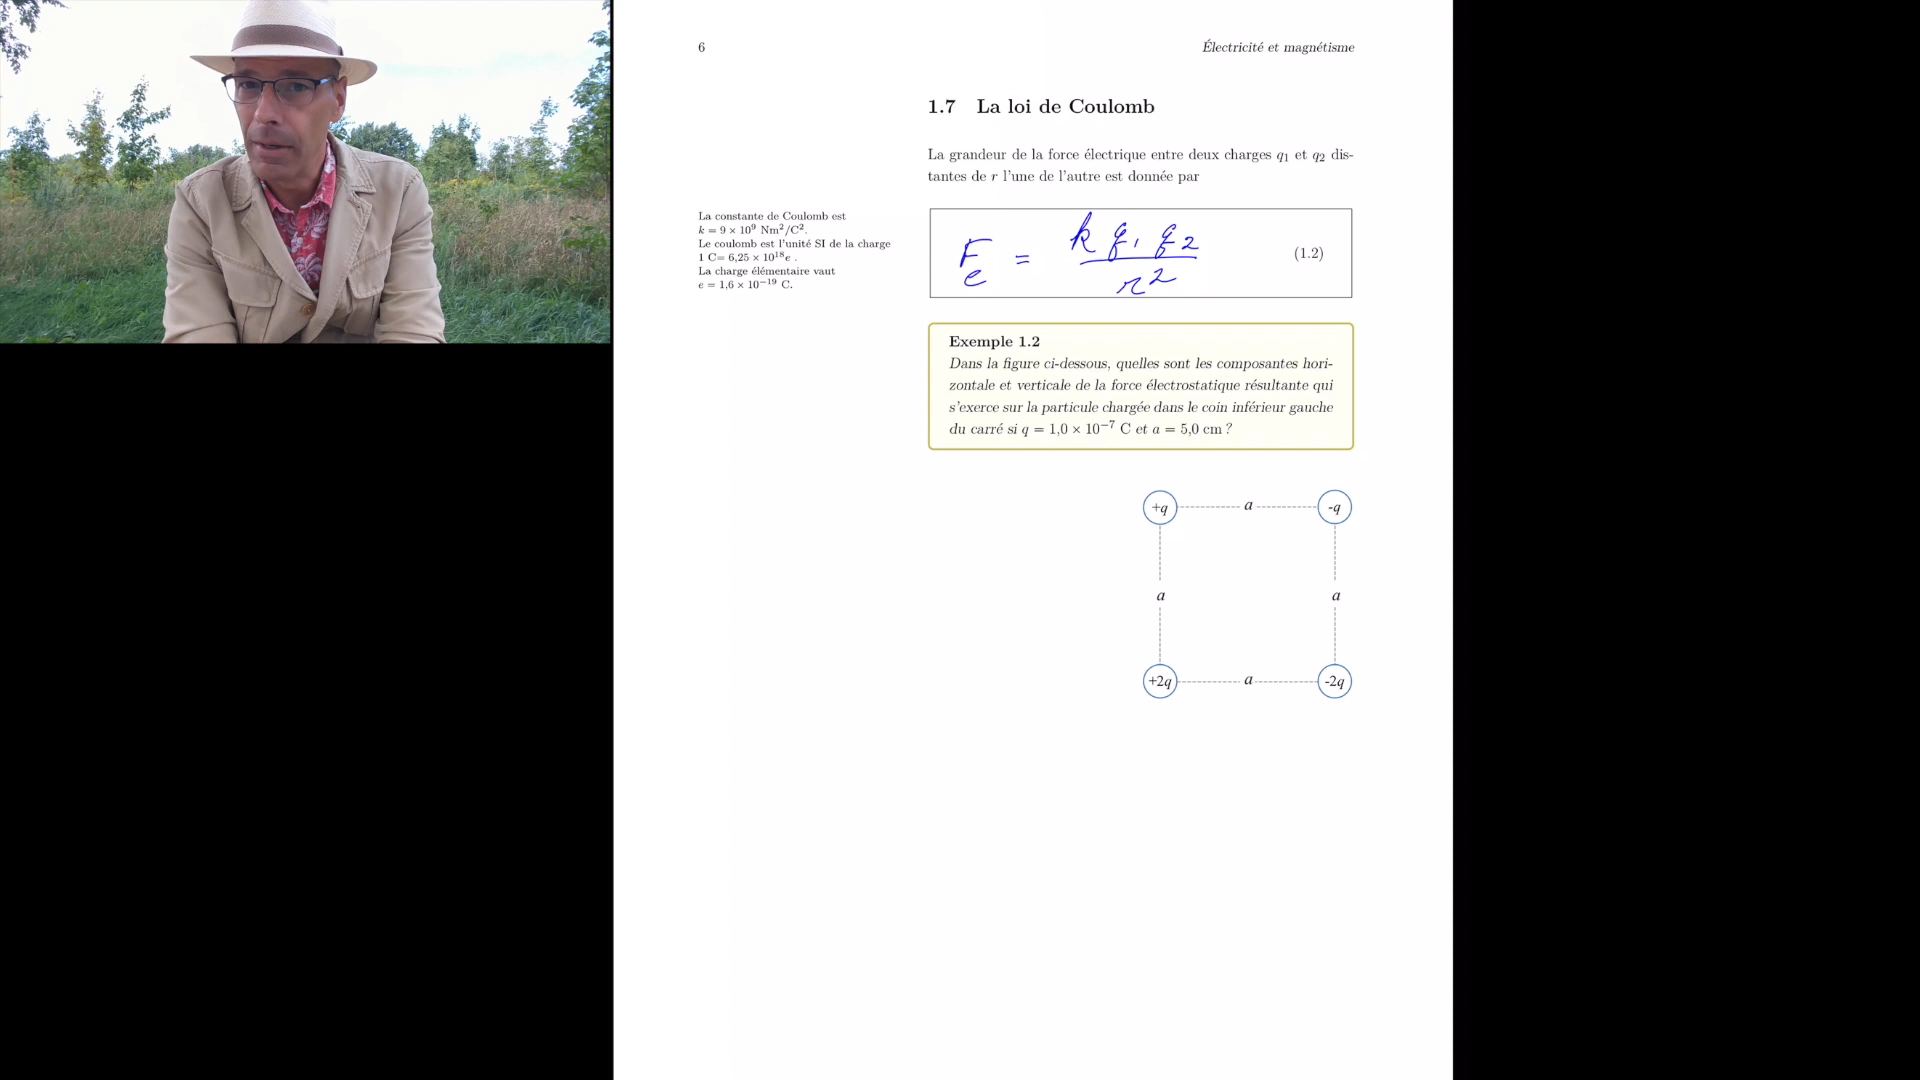 6
Électricité et magnétisme
1.7 La loi de Coulomb
La grandeur de la force électrique entre deux charges q₁ et q₂ dis-
tantes de r l'une de l'autre est donnée par
La constante de Coulomb est
k = 9 × 10⁹ Nm²/C².
Le coulomb est l'unité SI de la charge
1 C= 6,25 × 10¹⁸e .
La charge élémentaire vaut
e = 1,6 × 10⁻¹⁹ C.
Fₑ = k q₁ q₂ / r²
(1.2)
Exemple 1.2
Dans la figure ci-dessous, quelles sont les composantes hori-
zontale et verticale de la force électrostatique résultante qui
s'exerce sur la particule chargée dans le coin inférieur gauche
du carré si q = 1,0 × 10⁻⁷ C et a = 5,0 cm ?
+q a -q
a a
+2q a -2q